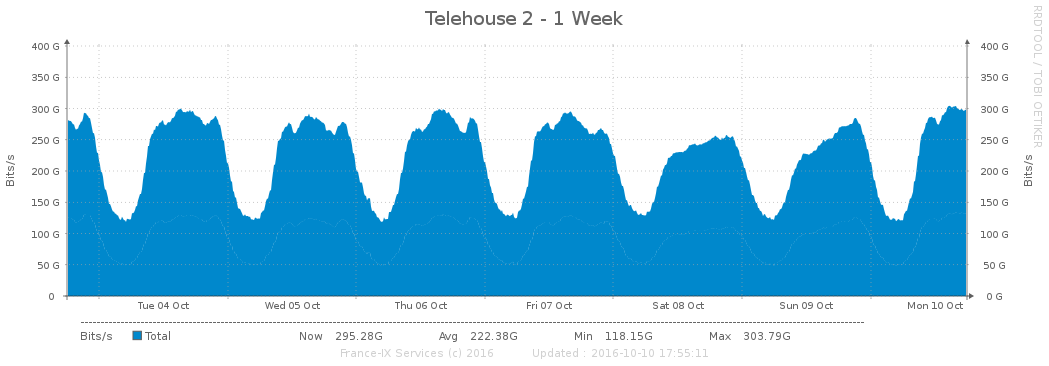 Telehouse 2 - 1 Week
RRDTOOL / TOBI OETIKER
400 G 400 G
350 G 350 G
300 G 300 G
250 G 250 G
200 G 200 G
150 G 150 G
100 G 100 G
50 G 50 G
0 0 G
Bits/s
Bits/s
Tue 04 Oct Wed 05 Oct Thu 06 Oct Fri 07 Oct Sat 08 Oct Sun 09 Oct Mon 10 Oct
Bits/s Total Now 295.28G Avg 222.38G Min 118.15G Max 303.79G
France-IX Services (c) 2016 Updated : 2016-10-10 17:55:11